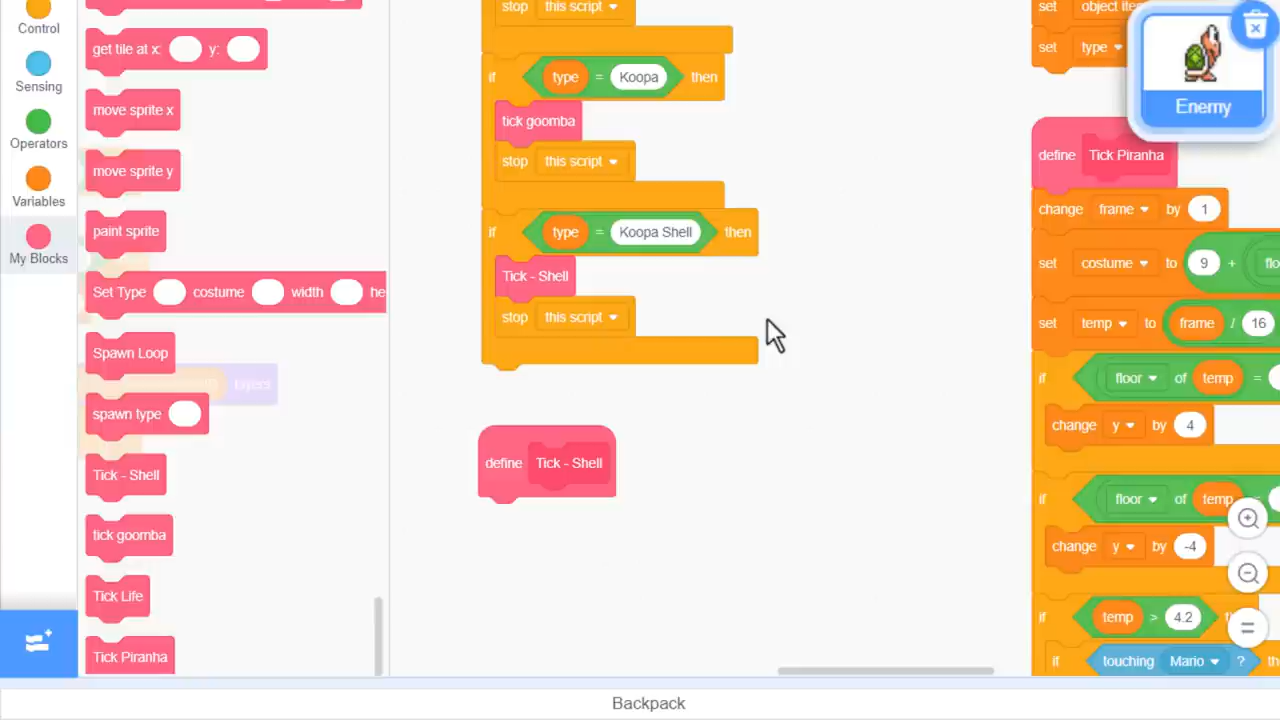 Control
Sensing
Operators
Variables
My Blocks
get tile at x: y:
move sprite x
move sprite y
paint sprite
Set Type costume width he
Spawn Loop
layers
spawn type
Tick - Shell
tick goomba
Tick Life
Tick Piranha
stop this script
if type = Koopa then
tick goomba
stop this script
if type = Koopa Shell then
Tick - Shell
stop this script
define Tick - Shell
set object
set type
Enemy
define Tick Piranha
change frame by 1
set costume to 9 + flo
set temp to frame / 16
if floor of temp =
change y by 4
if floor of temp =
change y by -4
if temp > 4.2
if touching Mario ? th
Backpack